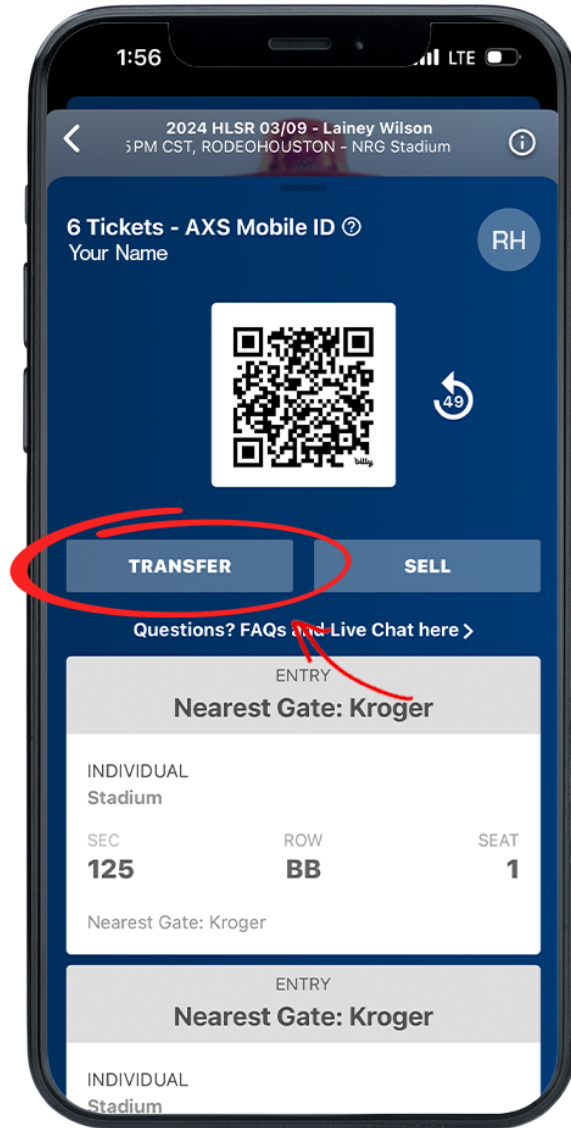 1:56
LTE
2024 HLSR 03/09 - Lainey Wilson
5PM CST, RODEOHOUSTON - NRG Stadium
6 Tickets - AXS Mobile ID
Your Name
RH
49
billy
TRANSFER
SELL
Questions? FAQs and Live Chat here
ENTRY
Nearest Gate: Kroger
INDIVIDUAL
Stadium
SEC ROW SEAT
125 BB 1
Nearest Gate: Kroger
ENTRY
Nearest Gate: Kroger
INDIVIDUAL
Stadium